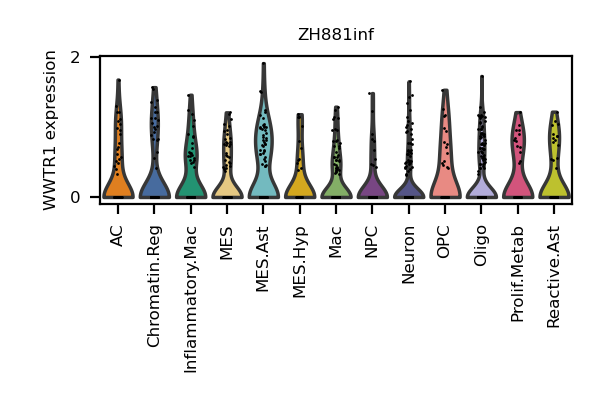 ZH881inf
WWTR1 expression
2
0
AC
Chromatin.Reg
Inflammatory.Mac
MES
MES.Ast
MES.Hyp
Mac
NPC
Neuron
OPC
Oligo
Prolif.Metab
Reactive.Ast